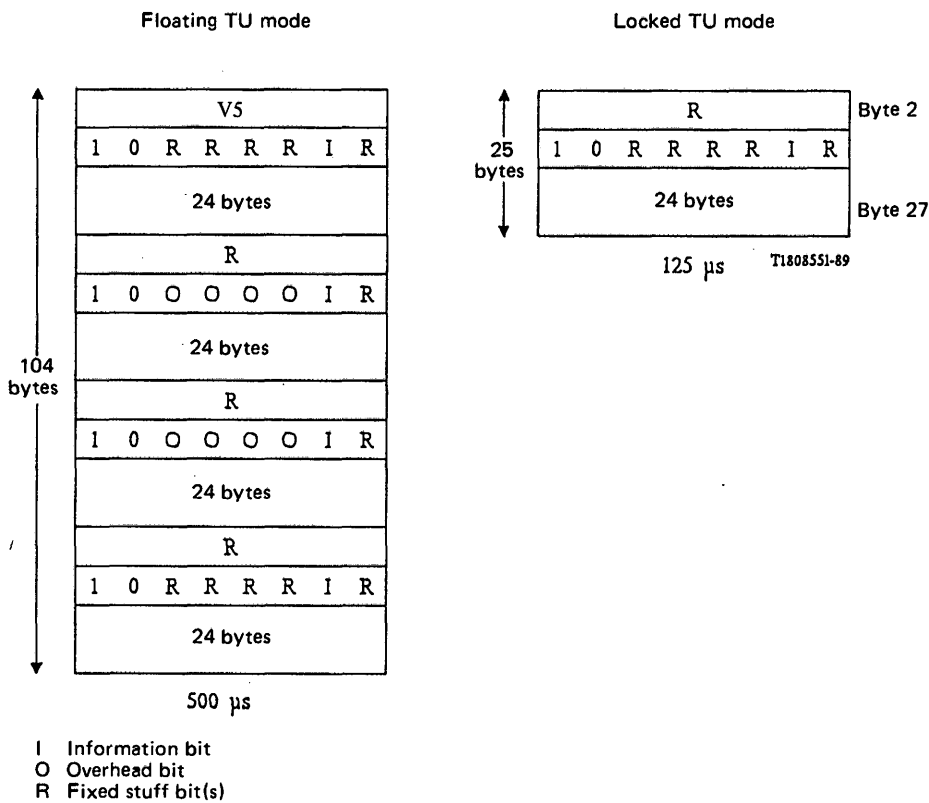 Floating TU mode
104 bytes
V5
1 0 R R R R I R
24 bytes
R
1 0 O O O O I R
24 bytes
R
1 0 O O O O I R
24 bytes
R
1 0 R R R R I R
24 bytes
500 µs
Locked TU mode
25 bytes
R
Byte 2
1 0 R R R R I R
24 bytes
Byte 27
125 µs
T1808551-89
I Information bit
O Overhead bit
R Fixed stuff bit(s)